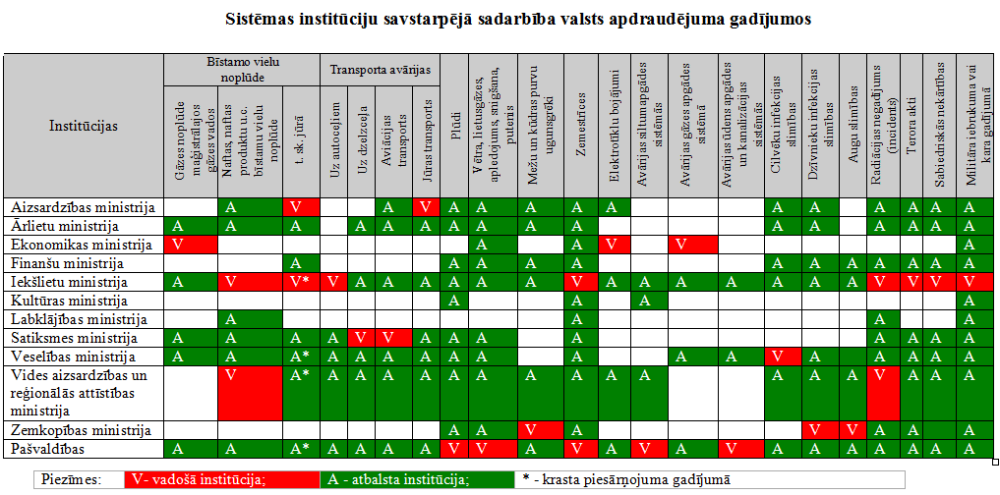 Sistēmas institūciju savstarpējā sadarbība valsts apdraudējuma gadījumos
Institūcijas
Bīstamo vielu
noplūde
Transporta avārijas
Gāzes noplūde
maģistrālajos
gāzes vados
Naftas, naftas
produktu u.c.
bīstamu vielu
noplūde
t. sk. jūrā
Uz autoceļiem
Uz dzelzceļa
Aviācijas
transports
Jūras transports
Plūdi
Vētra, lietusgāzes,
apledojums, snigšana,
puteņis
Mežu un kūdras purvu
ugunsgrēki
Zemestrīces
Elektrotīklu bojājumi
Avārijas siltumapgādes
sistēmās
Avārijas gāzes apgādes
sistēmā
Avārijas ūdens apgādes
un kanalizācijas
sistēmās
Cilvēku infekcijas
slimības
Dzīvnieku infekcijas
slimības
Augu slimības
Radiācijas negadījums
(incidents)
Terora akti
Sabiedriskās nekārtības
Militāra iebrukuma vai
kara gadījumā
Aizsardzības ministrija A V A V A A A A A A A A A A A
Ārlietu ministrija A A A A A A A A A A A A A A A A
Ekonomikas ministrija V A A V V A
Finanšu ministrija A A A A A A A A A A A A
Iekšlietu ministrija A V V* V A A A A A A V A A A A A A A V V V V
Kultūras ministrija A A A A
Labklājības ministrija A A A A
Satiksmes ministrija A A A A V V A A A A A A A A
Veselības ministrija A A A* A A A A A A A A A V A A A A A
Vides aizsardzības un V A* A A A A A A A A A A A A A V A A A
reģionālās attīstības
ministrija
Zemkopības ministrija A A V A V V A A A A
Pašvaldības A A A* A A A A V V A V A V A V A A A A A A A
Piezīmes: V- vadošā institūcija; A - atbalsta institūcija; * - krasta piesārņojuma gadījumā